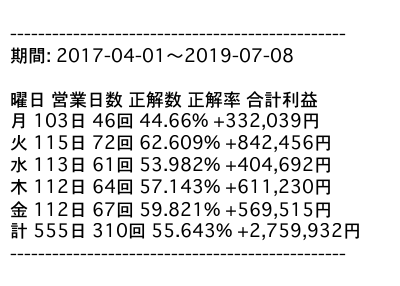 ------------------------------------------------
期間: 2017-04-01〜2019-07-08
曜日 営業日数 正解数 正解率 合計利益
月 103日 46回 44.66% +332,039円
火 115日 72回 62.609% +842,456円
水 113日 61回 53.982% +404,692円
木 112日 64回 57.143% +611,230円
金 112日 67回 59.821% +569,515円
計 555日 310回 55.643% +2,759,932円
------------------------------------------------